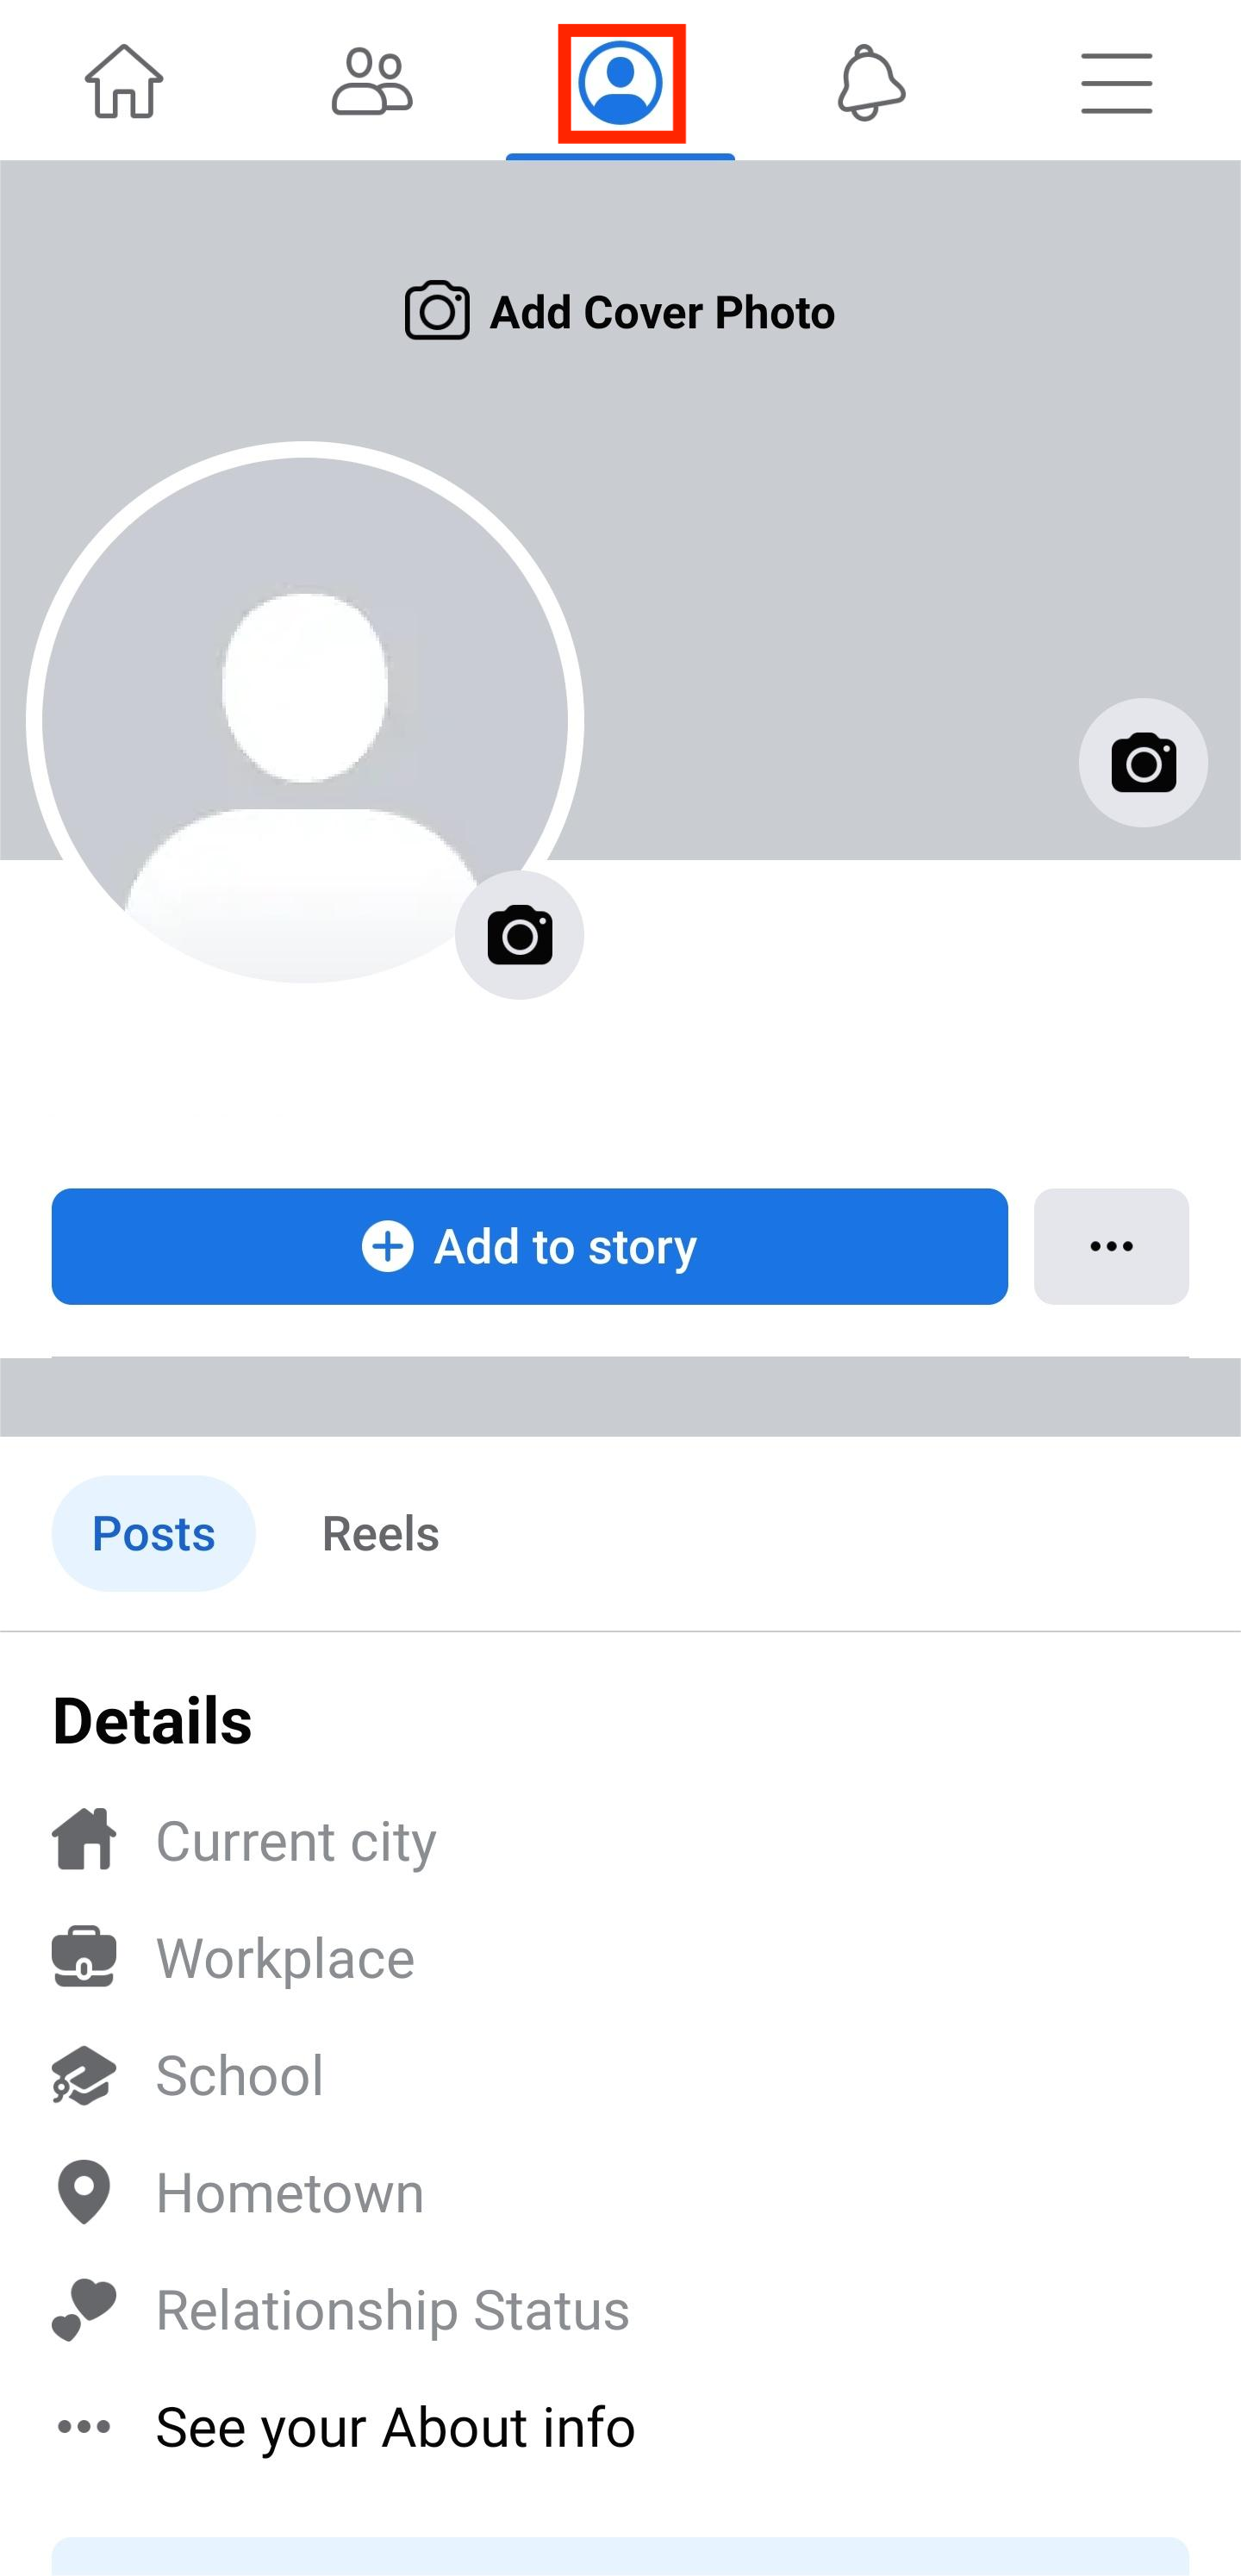 Add Cover Photo
Add to story
Posts
Reels
Details
Current city
Workplace
School
Hometown
Relationship Status
See your About info